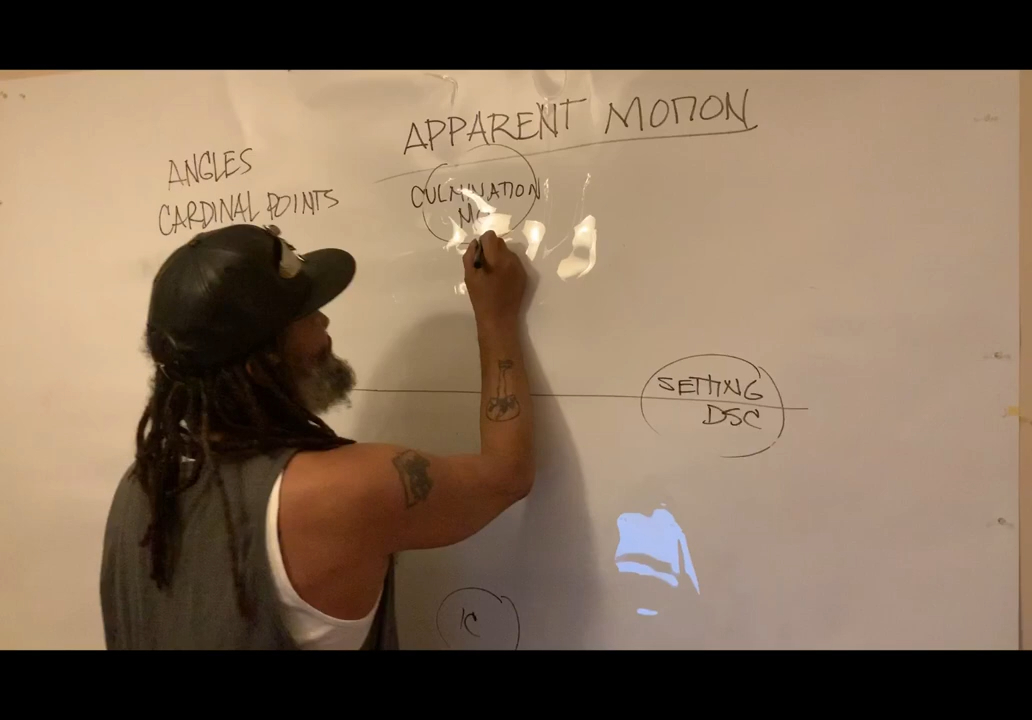 APPARENT MOTION
ANGLES
CARDINAL POINTS
CULMINATION
MC
SETTING
DSC
IC